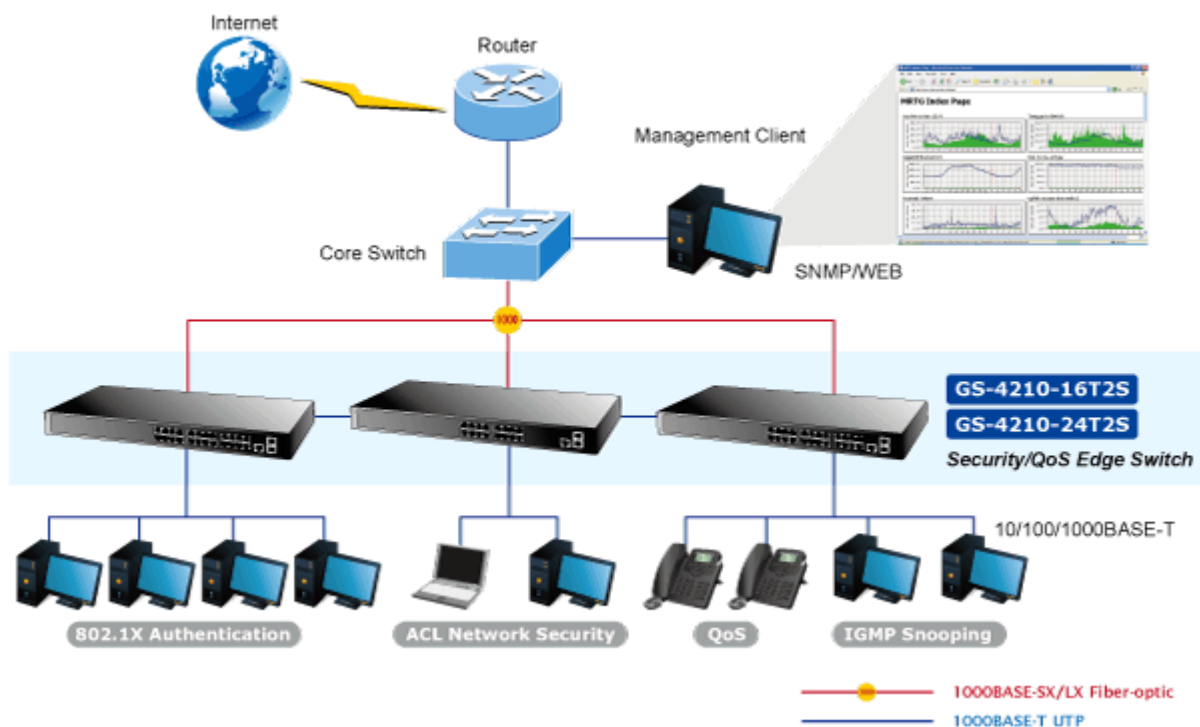 Internet
Router
Management Client
MRTG Index Page
Core Switch
SNMP/WEB
1000
GS-4210-16T2S
GS-4210-24T2S
Security/QoS Edge Switch
10/100/1000BASE-T
802.1X Authentication
ACL Network Security
QoS
IGMP Snooping
1000BASE-SX/LX Fiber-optic
1000BASE-T UTP